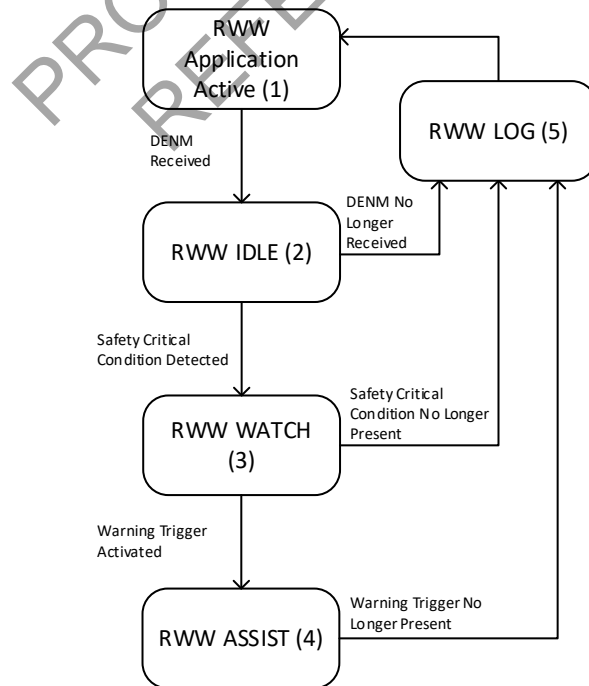 RWW
Application
Active (1)
RWW LOG (5)
DENM
Received
DENM No
Longer
Received
RWW IDLE (2)
Safety Critical
Condition Detected
Safety Critical
Condition No Longer
Present
RWW WATCH
(3)
Warning Trigger
Activated
Warning Trigger No
Longer Present
RWW ASSIST (4)